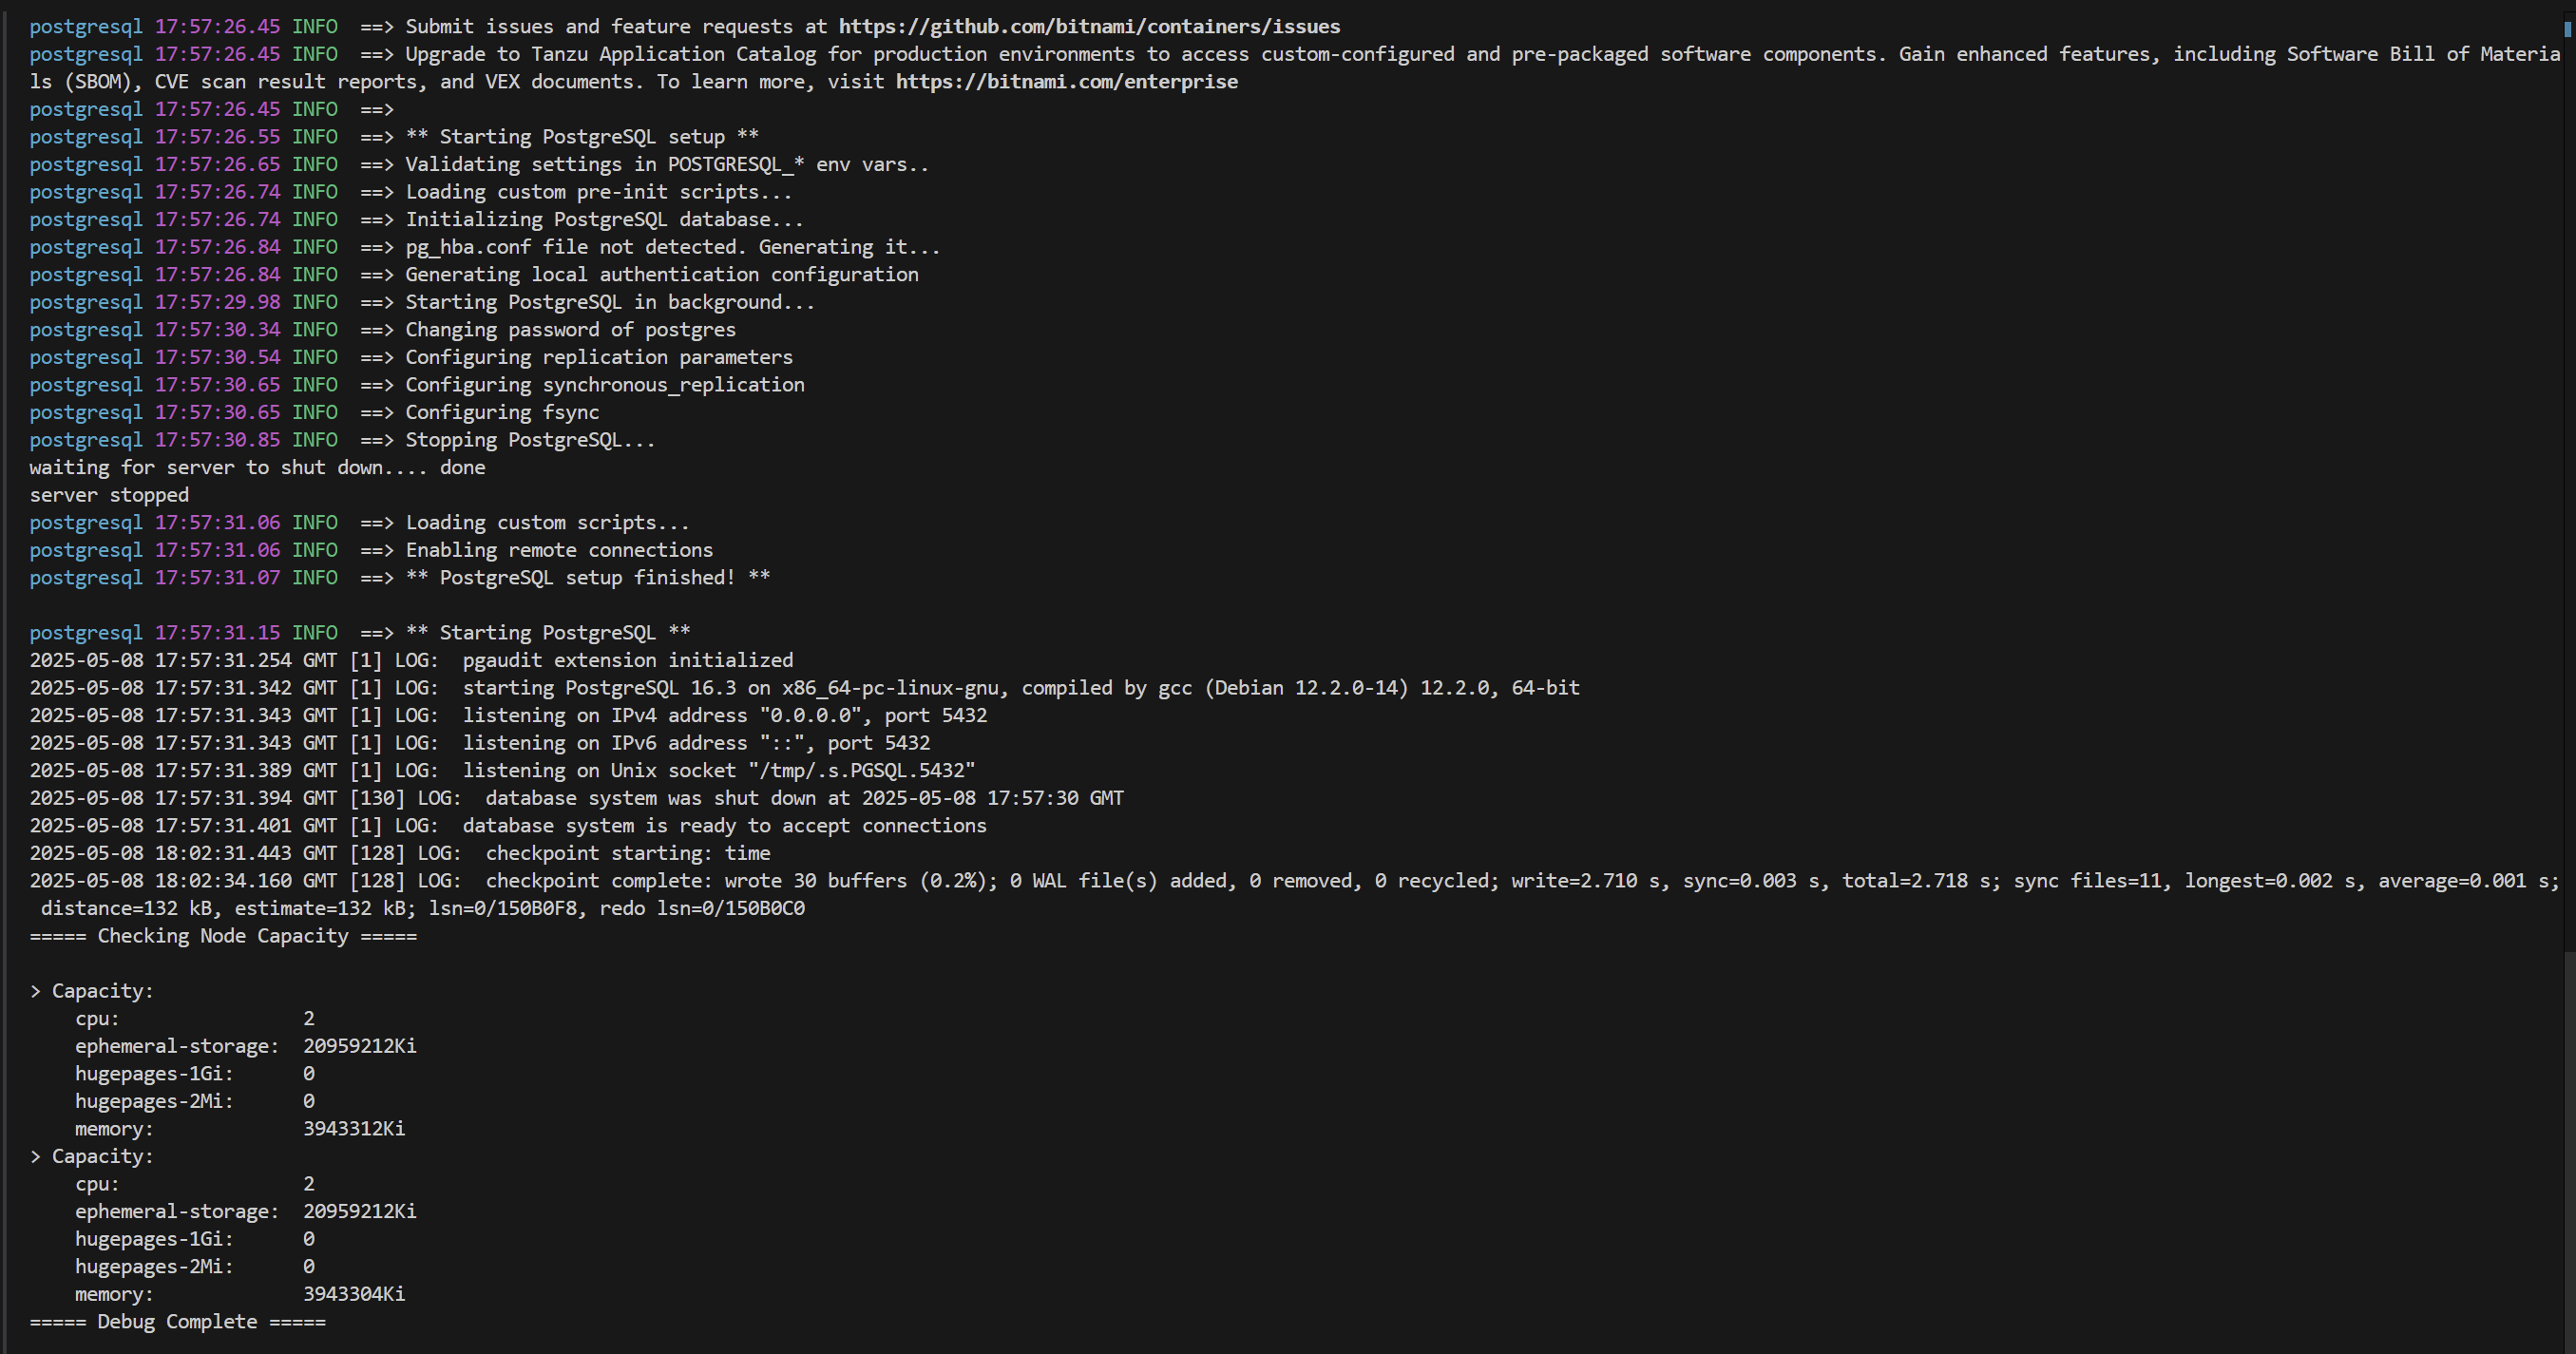 postgresql 17:57:26.45 INFO  ==> Submit issues and feature requests at https://github.com/bitnami/containers/issues
postgresql 17:57:26.45 INFO  ==> Upgrade to Tanzu Application Catalog for production environments to access custom-configured and pre-packaged software components. Gain enhanced features, including Software Bill of Materia
ls (SBOM), CVE scan result reports, and VEX documents. To learn more, visit https://bitnami.com/enterprise
postgresql 17:57:26.45 INFO  ==>
postgresql 17:57:26.55 INFO  ==> ** Starting PostgreSQL setup **
postgresql 17:57:26.65 INFO  ==> Validating settings in POSTGRESQL_* env vars..
postgresql 17:57:26.74 INFO  ==> Loading custom pre-init scripts...
postgresql 17:57:26.74 INFO  ==> Initializing PostgreSQL database...
postgresql 17:57:26.84 INFO  ==> pg_hba.conf file not detected. Generating it...
postgresql 17:57:26.84 INFO  ==> Generating local authentication configuration
postgresql 17:57:29.98 INFO  ==> Starting PostgreSQL in background...
postgresql 17:57:30.34 INFO  ==> Changing password of postgres
postgresql 17:57:30.54 INFO  ==> Configuring replication parameters
postgresql 17:57:30.65 INFO  ==> Configuring synchronous_replication
postgresql 17:57:30.65 INFO  ==> Configuring fsync
postgresql 17:57:30.85 INFO  ==> Stopping PostgreSQL...
waiting for server to shut down.... done
server stopped
postgresql 17:57:31.06 INFO  ==> Loading custom scripts...
postgresql 17:57:31.06 INFO  ==> Enabling remote connections
postgresql 17:57:31.07 INFO  ==> ** PostgreSQL setup finished! **
postgresql 17:57:31.15 INFO  ==> ** Starting PostgreSQL **
2025-05-08 17:57:31.254 GMT [1] LOG:  pgaudit extension initialized
2025-05-08 17:57:31.342 GMT [1] LOG:  starting PostgreSQL 16.3 on x86_64-pc-linux-gnu, compiled by gcc (Debian 12.2.0-14) 12.2.0, 64-bit
2025-05-08 17:57:31.343 GMT [1] LOG:  listening on IPv4 address "0.0.0.0", port 5432
2025-05-08 17:57:31.343 GMT [1] LOG:  listening on IPv6 address "::", port 5432
2025-05-08 17:57:31.389 GMT [1] LOG:  listening on Unix socket "/tmp/.s.PGSQL.5432"
2025-05-08 17:57:31.394 GMT [130] LOG:  database system was shut down at 2025-05-08 17:57:30 GMT
2025-05-08 17:57:31.401 GMT [1] LOG:  database system is ready to accept connections
2025-05-08 18:02:31.443 GMT [128] LOG:  checkpoint starting: time
2025-05-08 18:02:34.160 GMT [128] LOG:  checkpoint complete: wrote 30 buffers (0.2%); 0 WAL file(s) added, 0 removed, 0 recycled; write=2.710 s, sync=0.003 s, total=2.718 s; sync files=11, longest=0.002 s, average=0.001 s;
 distance=132 kB, estimate=132 kB; lsn=0/150B0F8, redo lsn=0/150B0C0
===== Checking Node Capacity =====
> Capacity:
    cpu:                2
    ephemeral-storage:  20959212Ki
    hugepages-1Gi:      0
    hugepages-2Mi:      0
    memory:             3943312Ki
> Capacity:
    cpu:                2
    ephemeral-storage:  20959212Ki
    hugepages-1Gi:      0
    hugepages-2Mi:      0
    memory:             3943304Ki
===== Debug Complete =====